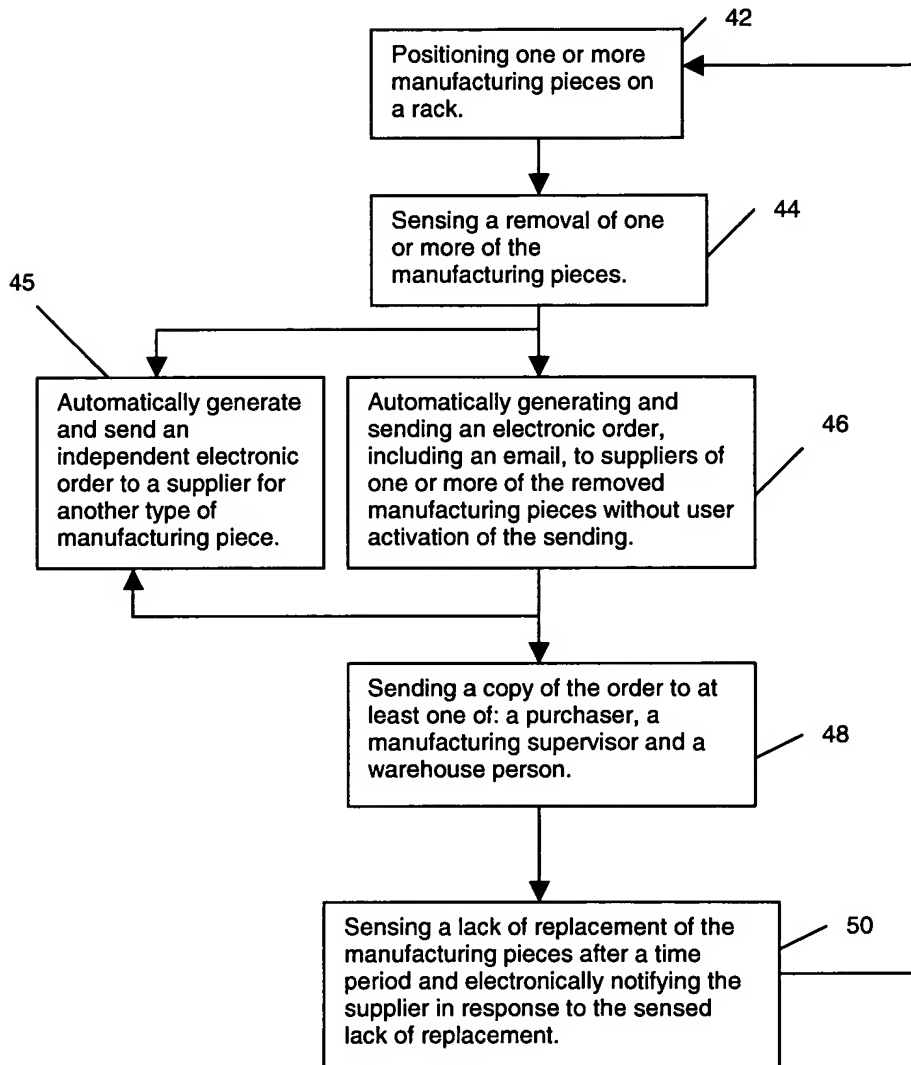 42
Positioning one or more
manufacturing pieces on
a rack.
44
Sensing a removal of one
or more of the
manufacturing pieces.
45
Automatically generate
and send an
independent electronic
order to a supplier for
another type of
manufacturing piece.
Automatically generating and
sending an electronic order,
including an email, to suppliers of
one or more of the removed
manufacturing pieces without user
activation of the sending.
46
Sending a copy of the order to at
least one of: a purchaser, a
manufacturing supervisor and a
warehouse person.
48
Sensing a lack of replacement of the
manufacturing pieces after a time
period and electronically notifying the
supplier in response to the sensed
lack of replacement.
50